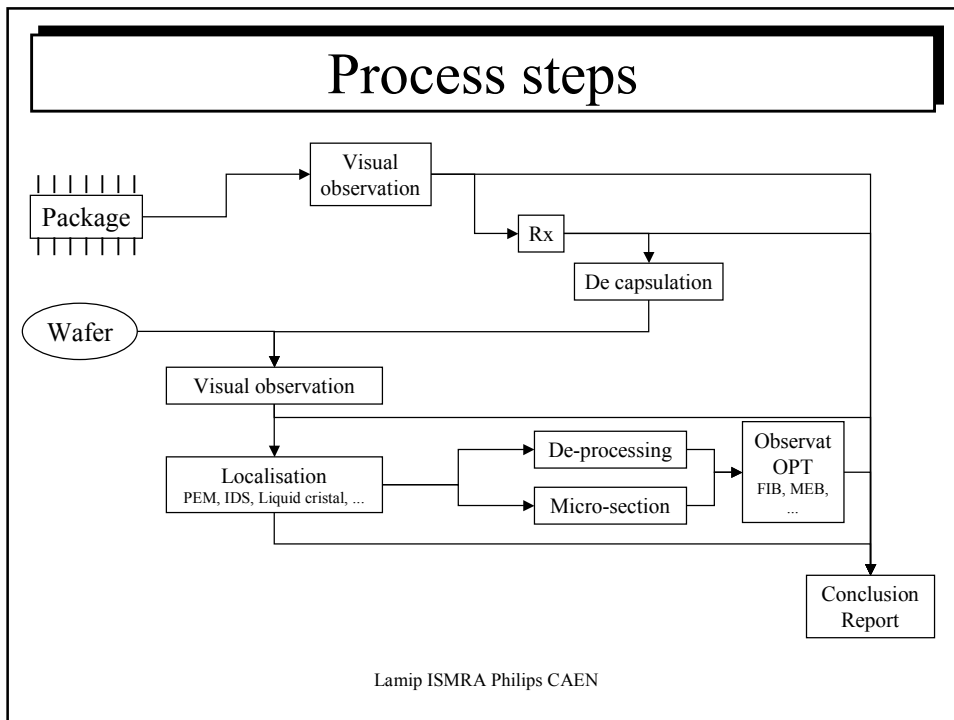 Process steps
Visual
observation
Package
Rx
De capsulation
Wafer
Visual observation
Localisation
PEM, IDS, Liquid cristal, ...
De-processing
Micro-section
Observat
OPT
FIB, MEB,
...
Conclusion
Report
Lamip ISMRA Philips CAEN